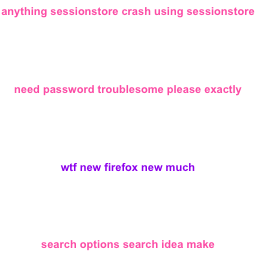 anything sessionstore crash using sessionstore
need password troublesome please exactly
wtf new firefox new much
search options search idea make